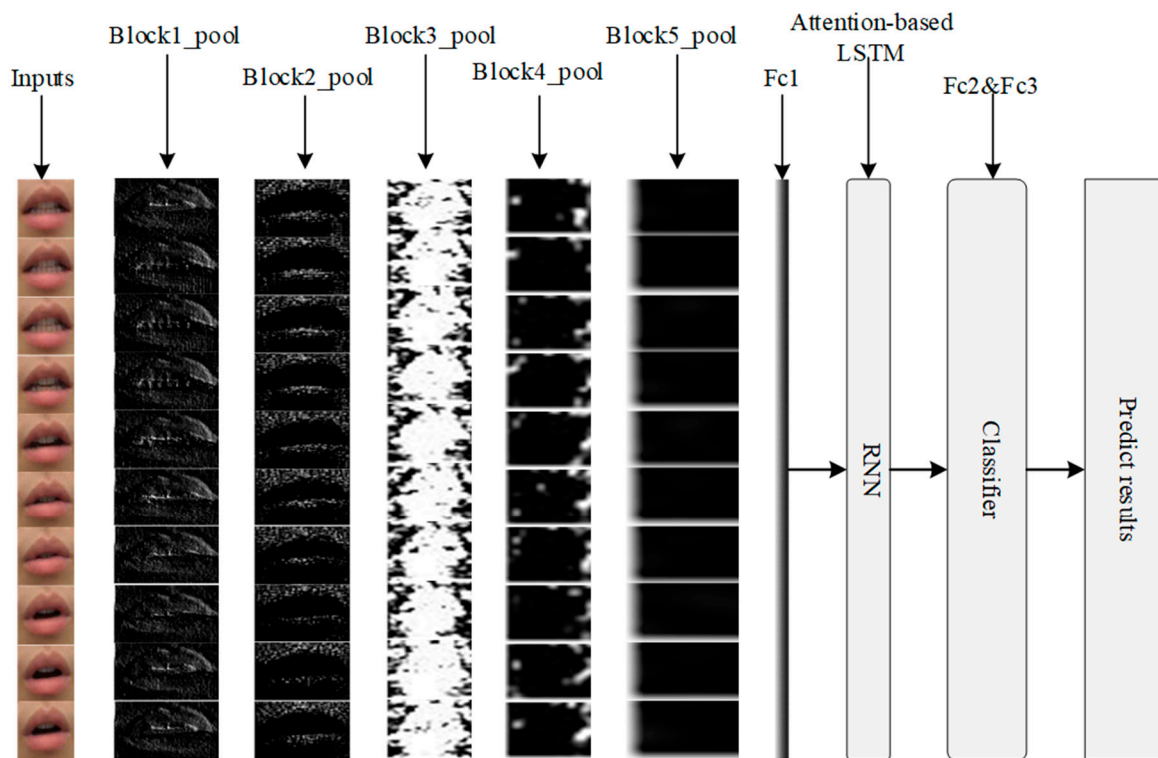 Inputs
Block1_pool
Block2_pool
Block3_pool
Block4_pool
Block5_pool
Fc1
Attention-based
LSTM
Fc2&Fc3
RNN
Classifier
Predict results